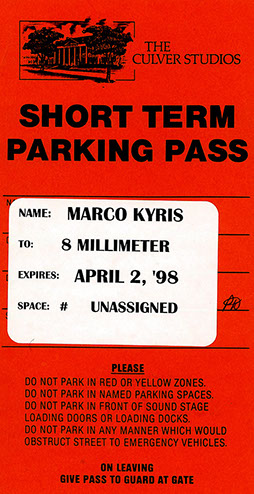 THE
CULVER STUDIOS
SHORT TERM
PARKING PASS
NAME: MARCO KYRIS
TO: 8 MILLIMETER
EXPIRES: APRIL 2, '98
SPACE: # UNASSIGNED
PLEASE
DO NOT PARK IN RED OR YELLOW ZONES.
DO NOT PARK IN NAMED PARKING SPACES.
DO NOT PARK IN FRONT OF SOUND STAGE
LOADING DOORS OR LOADING DOCKS.
DO NOT PARK IN ANY MANNER WHICH WOULD
OBSTRUCT STREET TO EMERGENCY VEHICLES.
ON LEAVING
GIVE PASS TO GUARD AT GATE